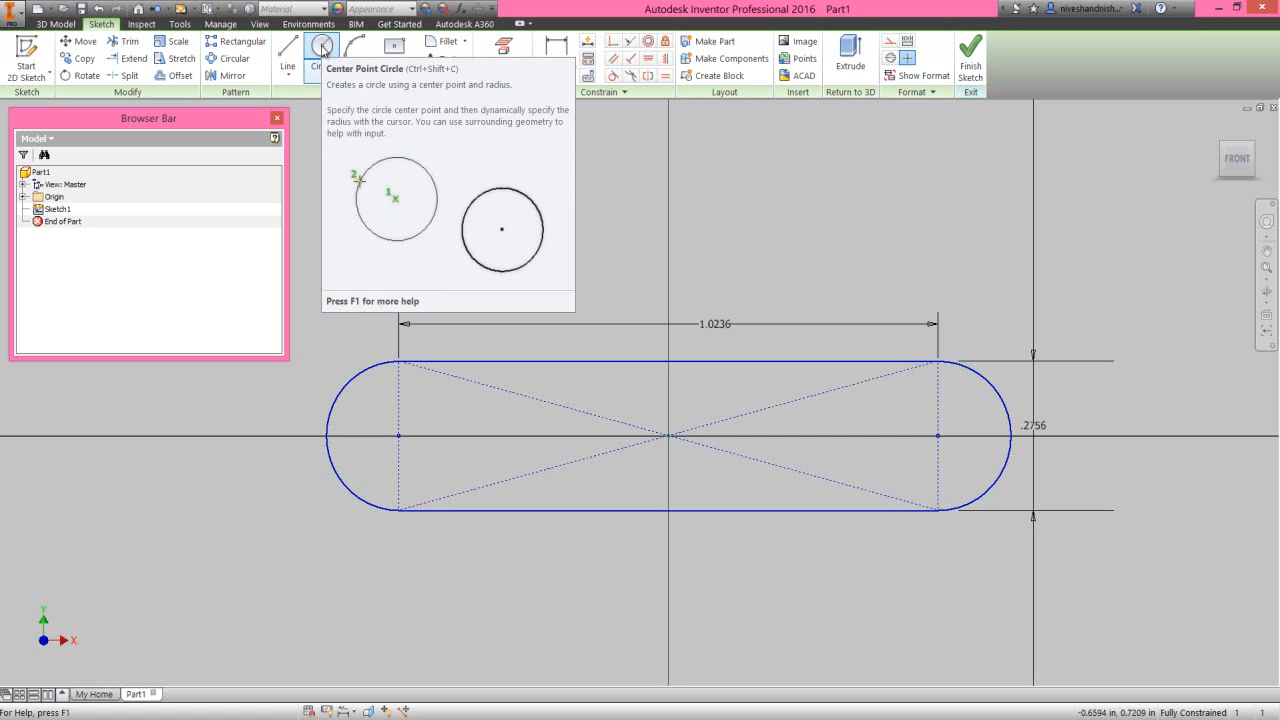 Material
Appearance
Autodesk Inventor Professional 2016 Part1
niveshandnish...
PRO
3D Model Sketch Inspect Tools Manage View Environments BIM Get Started Autodesk A360
Start
2D Sketch
Move Trim Scale
Copy Extend Stretch
Rotate Split Offset
Rectangular
Circular
Mirror
Line
Fillet
Make Part
Make Components
Create Block
Image
Points
ACAD
Extrude
Show Format
Finish
Sketch
Sketch Modify Pattern Constrain Layout Insert Return to 3D Format Exit
Center Point Circle (Ctrl+Shift+C)
Creates a circle using a center point and radius.
Specify the circle center point and then dynamically specify the
radius with the cursor. You can use surrounding geometry to
help with input.
2
1
Press F1 for more help
Browser Bar
Model
Part1
View: Master
Origin
Sketch1
End of Part
FRONT
1.0236
.2756
Y
X
My Home Part1
For Help, press F1
-0.6594 in, 0.7209 in Fully Constrained 1 1